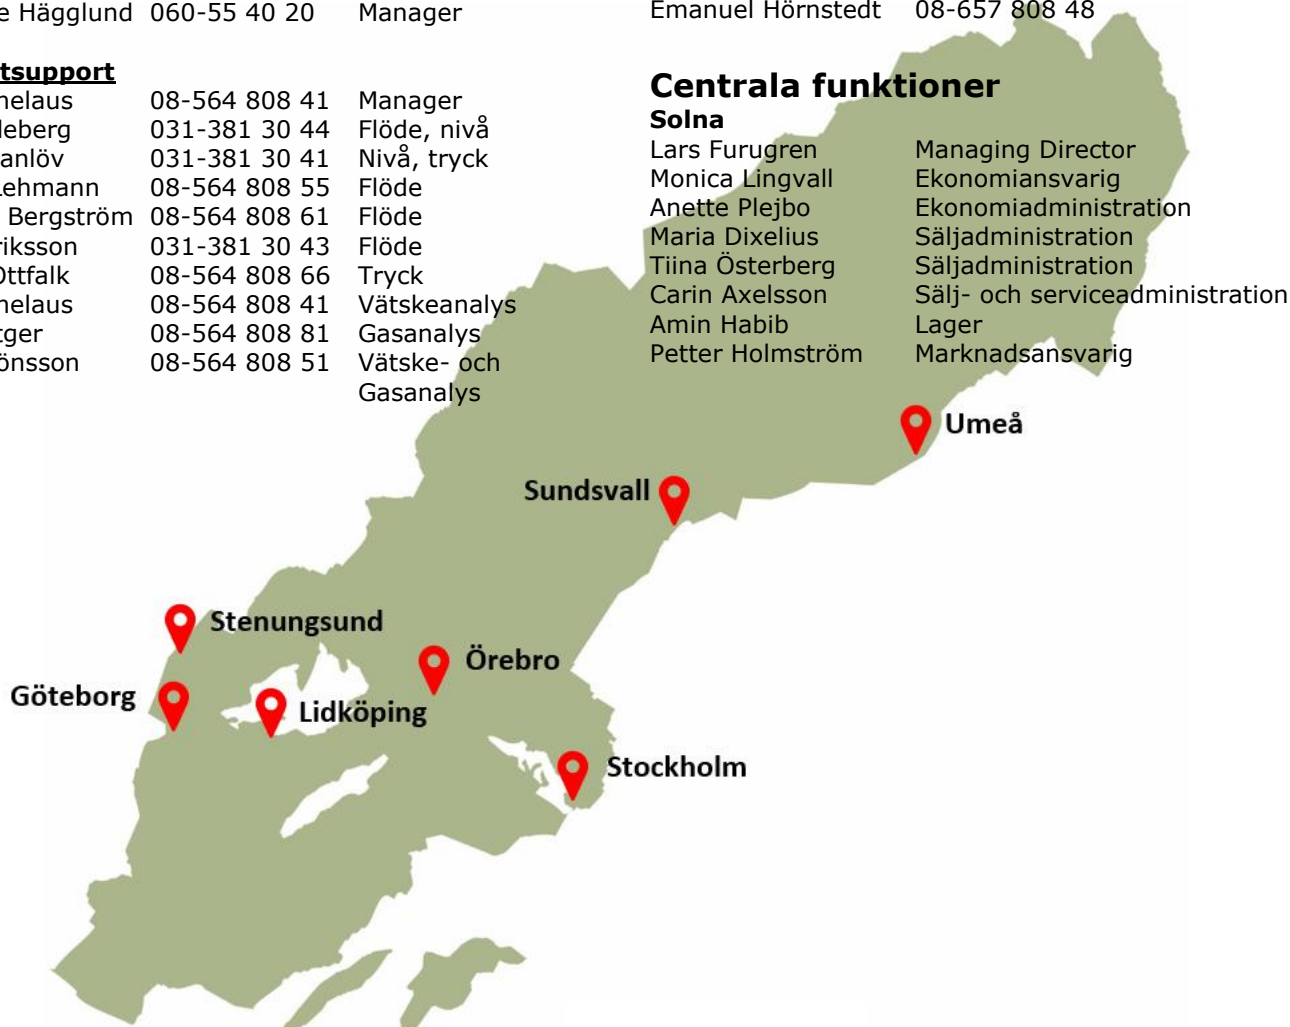 e Hägglund 060-55 40 20 Manager
tsupport
nelaus 08-564 808 41 Manager
leberg 031-381 30 44 Flöde, nivå
anlöv 031-381 30 41 Nivå, tryck
Lehmann 08-564 808 55 Flöde
Bergström 08-564 808 61 Flöde
riksson 031-381 30 43 Flöde
Ottfalk 08-564 808 66 Tryck
nelaus 08-564 808 41 Vätskeanalys
tger 08-564 808 81 Gasanalys
önsson 08-564 808 51 Vätske- och
Gasanalys
Emanuel Hörnstedt 08-657 808 48
Centrala funktioner
Solna
Lars Furugren Managing Director
Monica Lingvall Ekonomiansvarig
Anette Plejbo Ekonomiadministration
Maria Dixelius Säljadministration
Tiina Österberg Säljadministration
Carin Axelsson Sälj- och serviceadministration
Amin Habib Lager
Petter Holmström Marknadsansvarig
Umeå
Sundsvall
Stenungsund
Örebro
Göteborg
Lidköping
Stockholm